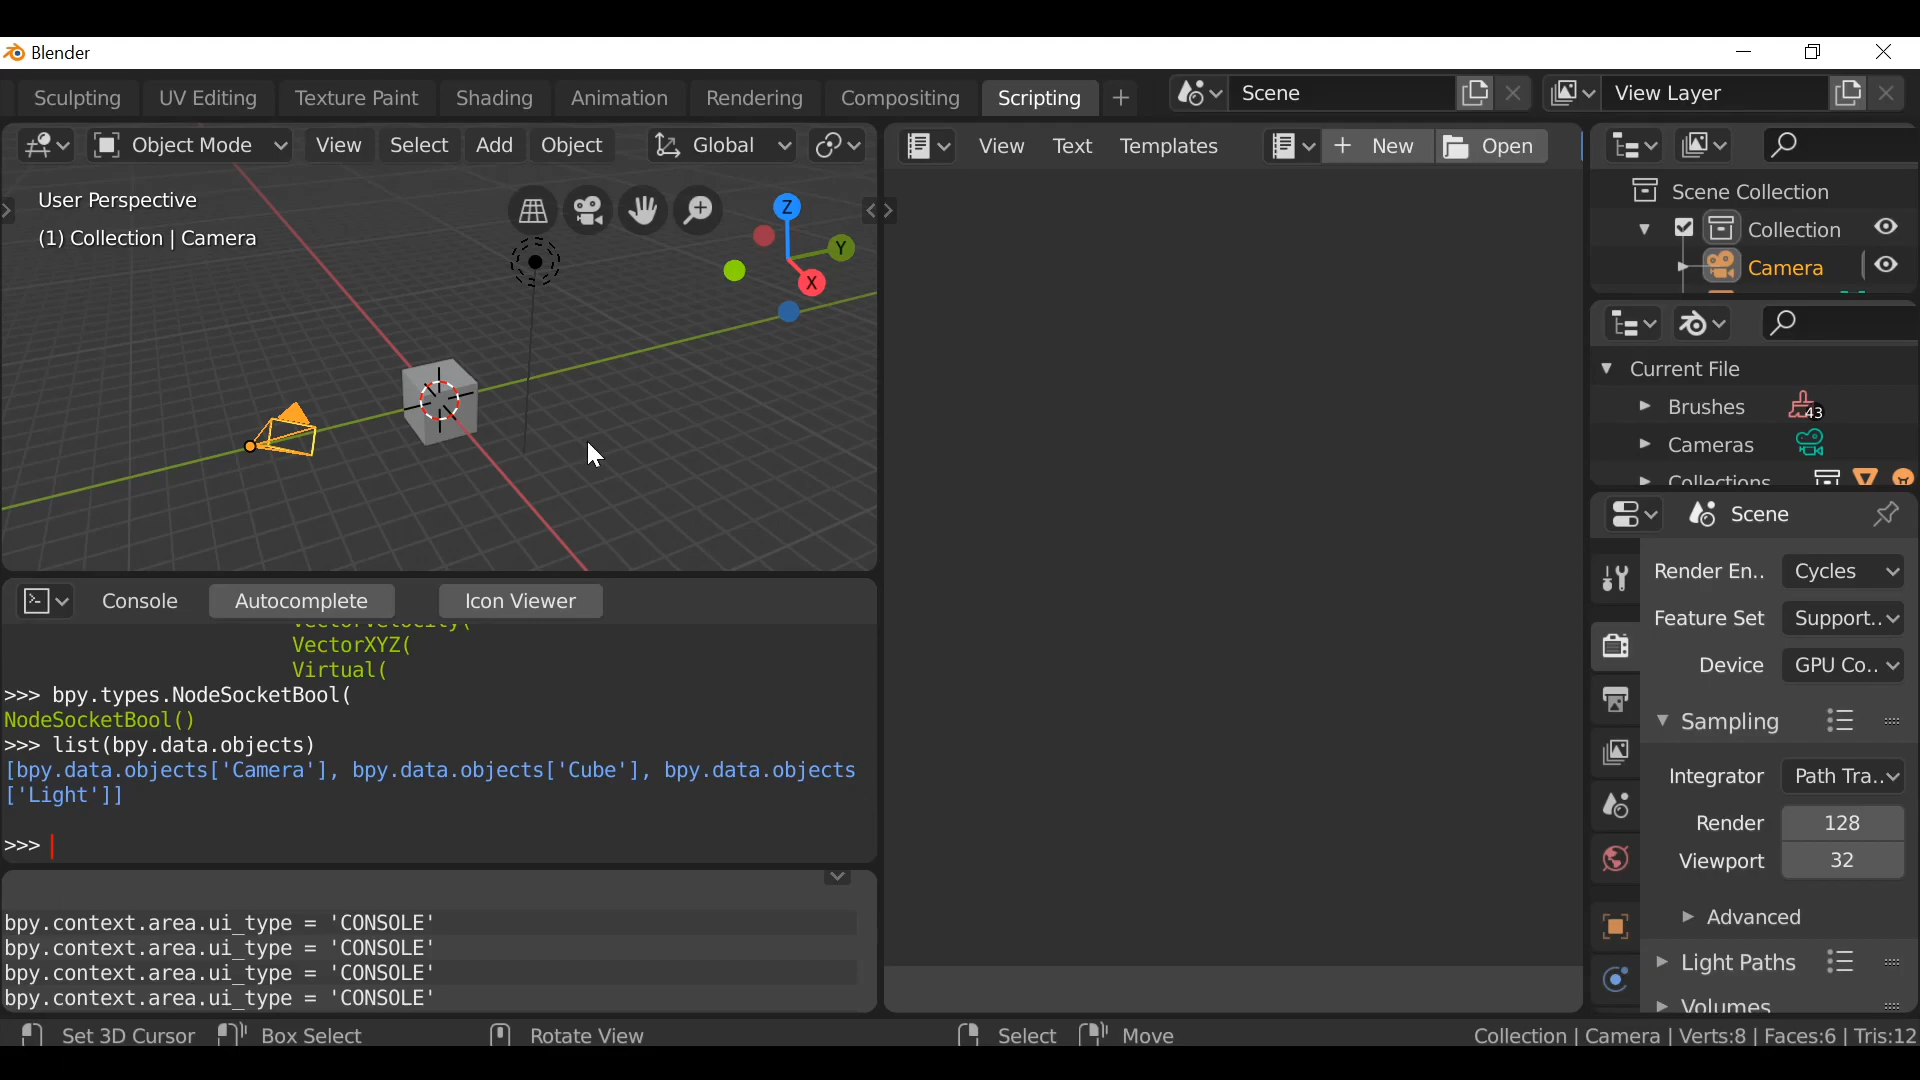 Blender
Sculpting UV Editing Texture Paint Shading Animation Rendering Compositing Scripting + Scene View Layer
Object Mode View Select Add Object Global
User Perspective
(1) Collection | Camera
Z
Y
X
View Text Templates + New Open
Scene Collection
Collection
Camera
Current File
Brushes 43
Cameras
Collections
Scene
Render En.. Cycles
Feature Set Support..
Device GPU Co..
Sampling
Integrator Path Tra..
Render 128
Viewport 32
Advanced
Light Paths
Volumes
Console Autocomplete Icon Viewer
VectorVelocity(
VectorXYZ(
Virtual(
>>> bpy.types.NodeSocketBool(
NodeSocketBool()
>>> list(bpy.data.objects)
[bpy.data.objects['Camera'], bpy.data.objects['Cube'], bpy.data.objects
['Light']]
>>>
bpy.context.area.ui_type = 'CONSOLE'
bpy.context.area.ui_type = 'CONSOLE'
bpy.context.area.ui_type = 'CONSOLE'
bpy.context.area.ui_type = 'CONSOLE'
Set 3D Cursor Box Select Rotate View Select Move Collection | Camera | Verts:8 | Faces:6 | Tris:12